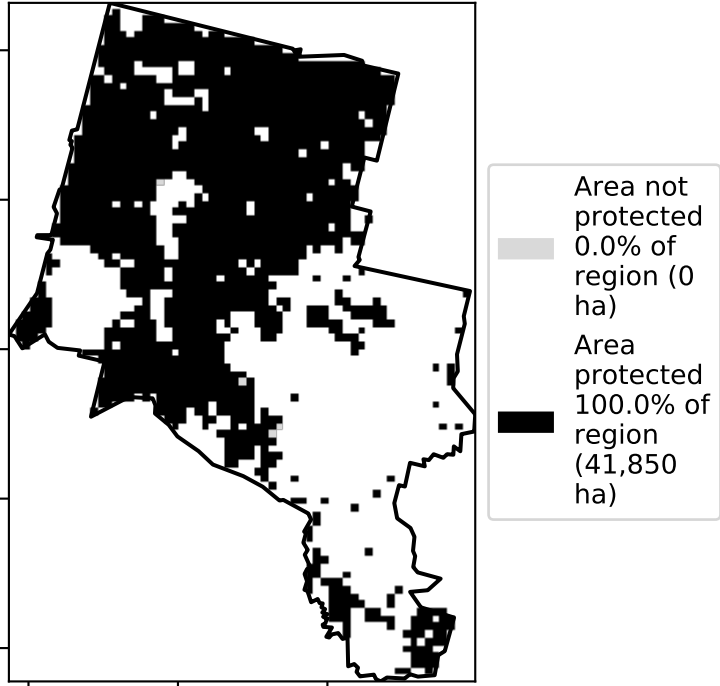 Area not
protected
0.0% of
region (0
ha)
Area
protected
100.0% of
region
(41,850
ha)